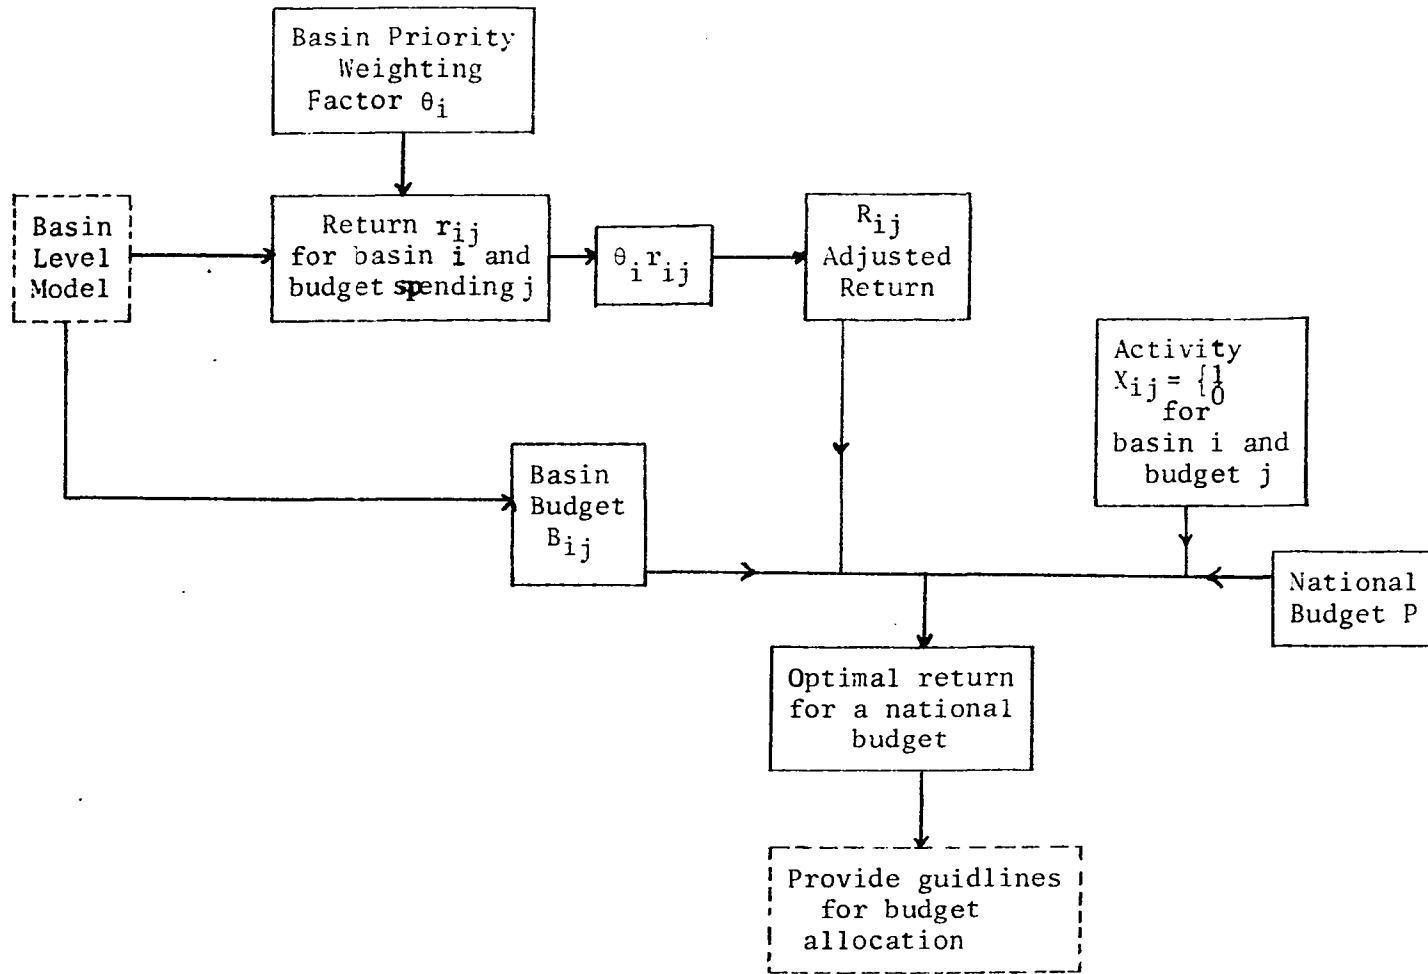 Basin Priority
Weighting
Factor θi
Basin
Level
Model
Return rij
for basin i and
budget spending j
θirij
Rij
Adjusted
Return
Activity
Xij = {1 0
for
basin i and
budget j
Basin
Budget
Bij
National
Budget P
Optimal return
for a national
budget
Provide guidlines
for budget
allocation